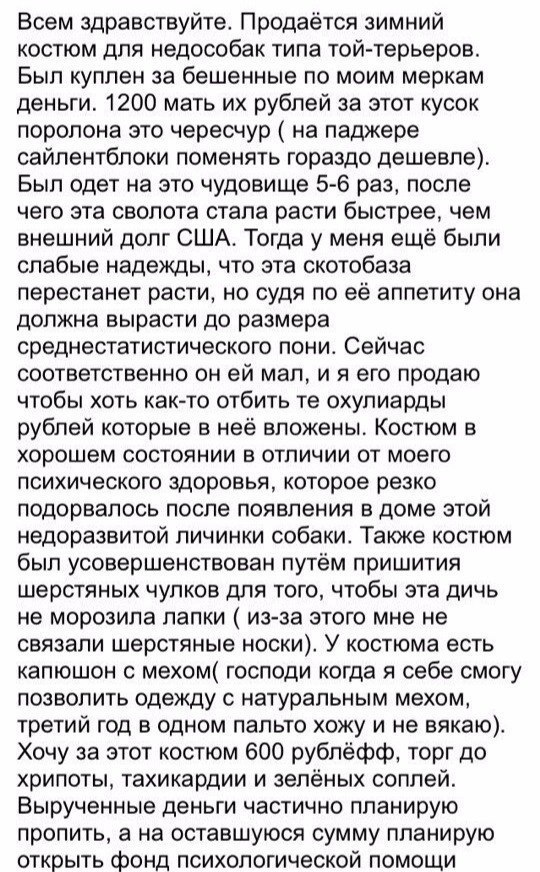 Всем здравствуйте. Продаётся зимний
костюм для недособак типа той-терьеров.
Был куплен за бешенные по моим меркам
деньги. 1200 мать их рублей за этот кусок
поролона это чересчур ( на паджере
сайлентблоки поменять гораздо дешевле).
Был одет на это чудовище 5-6 раз, после
чего эта сволота стала расти быстрее, чем
внешний долг США. Тогда у меня ещё были
слабые надежды, что эта скотобаза
перестанет расти, но судя по её аппетиту она
должна вырасти до размера
среднестатистического пони. Сейчас
соответственно он ей мал, и я его продаю
чтобы хоть как-то отбить те охулиарды
рублей которые в неё вложены. Костюм в
хорошем состоянии в отличии от моего
психического здоровья, которое резко
подорвалось после появления в доме этой
недоразвитой личинки собаки. Также костюм
был усовершенствован путём пришития
шерстяных чулков для того, чтобы эта дичь
не морозила лапки ( из-за этого мне не
связали шерстяные носки). У костюма есть
капюшон с мехом( господи когда я себе смогу
позволить одежду с натуральным мехом,
третий год в одном пальто хожу и не вякаю).
Хочу за этот костюм 600 рублёфф, торг до
хрипоты, тахикардии и зелёных соплей.
Вырученные деньги частично планирую
пропить, а на оставшуюся сумму планирую
открыть фонд психологической помощи